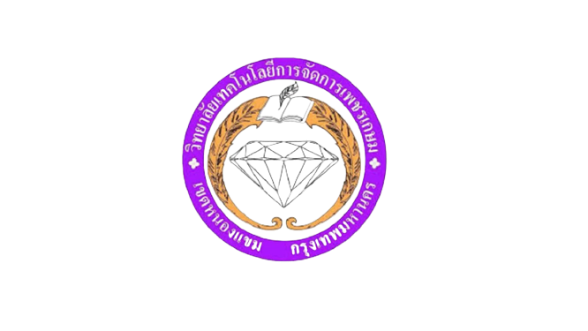 วิทยาลัยเทคโนโลยีการจัดการเพชรเกษม
เขตหนองแขม กรุงเทพมหานคร